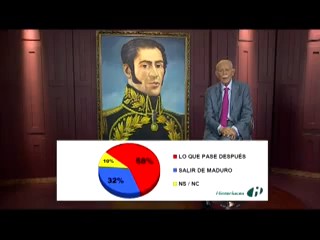 58%
10%
32%
LO QUE PASE DESPUÉS
SALIR DE MADURO
NS / NC
Hinterlaces